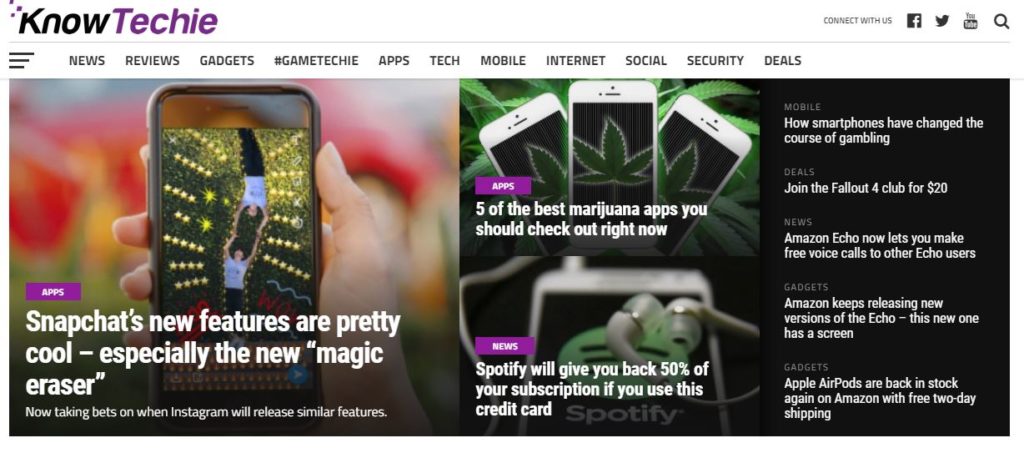 KnowTechie
CONNECT WITH US
You
Tube
NEWS REVIEWS GADGETS #GAMETECHIE APPS TECH MOBILE INTERNET SOCIAL SECURITY DEALS
APPS
Snapchat’s new features are pretty
cool – especially the new “magic
eraser”
Now taking bets on when Instagram will release similar features.
APPS
5 of the best marijuana apps you
should check out right now
NEWS
Spotify will give you back 50% of
your subscription if you use this
credit card
Spotify
MOBILE
How smartphones have changed the
course of gambling
DEALS
Join the Fallout 4 club for $20
NEWS
Amazon Echo now lets you make
free voice calls to other Echo users
GADGETS
Amazon keeps releasing new
versions of the Echo – this new one
has a screen
GADGETS
Apple AirPods are back in stock
again on Amazon with free two-day
shipping